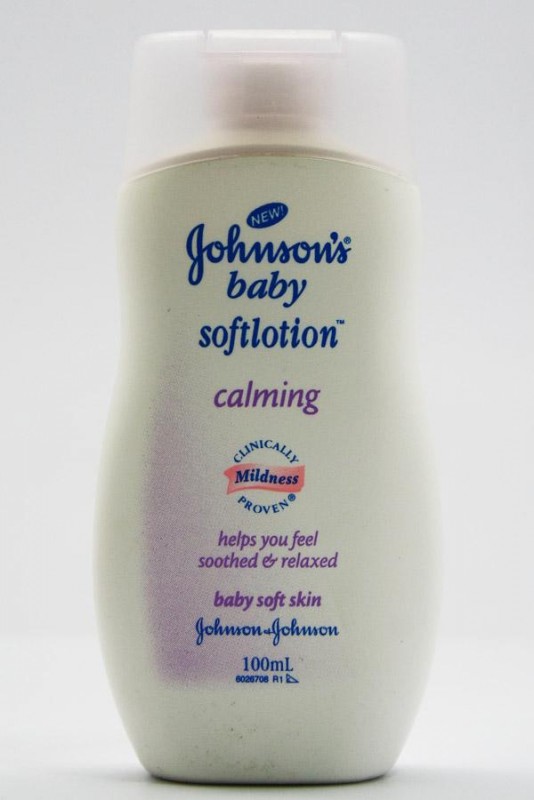 NEW!
Johnson's®
baby
softlotion™
calming
CLINICALLY
Mildness
PROVEN®
helps you feel
soothed & relaxed
baby soft skin
Johnson & Johnson
100mL
6026708 R1